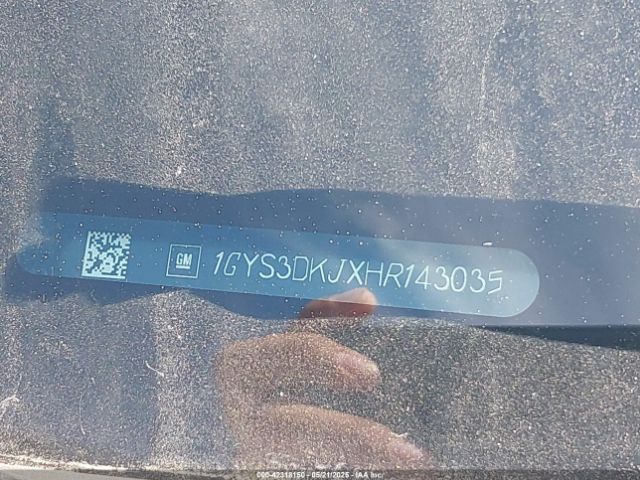 GM 1GYS3DKJXHR143035
000-42318150 - 05/21/2025 - IAA Inc.